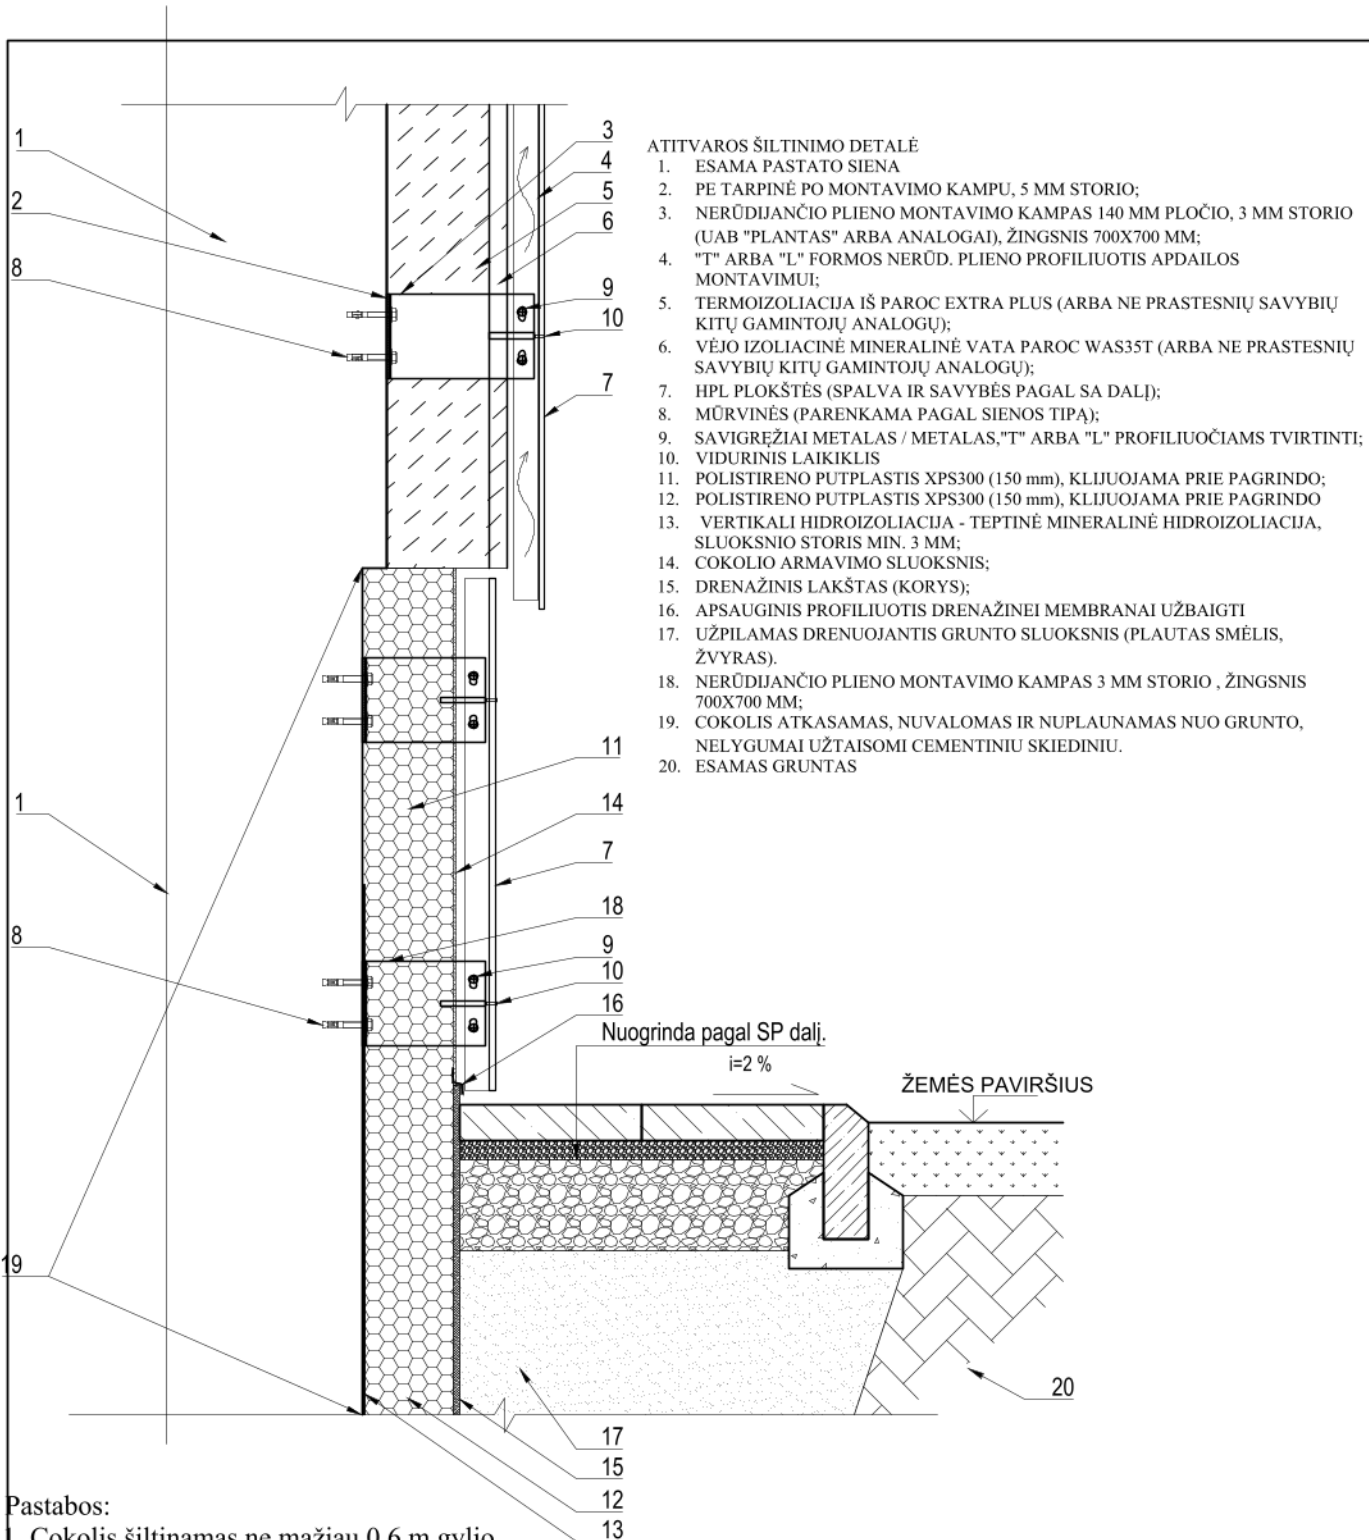 ATITVAROS ŠILTINIMO DETALĖ
1. ESAMA PASTATO SIENA
2. PE TARPINĖ PO MONTAVIMO KAMPU, 5 MM STORIO;
3. NERŪDIJANČIO PLIENO MONTAVIMO KAMPAS 140 MM PLOČIO, 3 MM STORIO
(UAB "PLANTAS" ARBA ANALOGAI), ŽINGSNIS 700X700 MM;
4. "T" ARBA "L" FORMOS NERŪD. PLIENO PROFILIUOTIS APDAILOS
MONTAVIMUI;
5. TERMOIZOLIACIJA IŠ PAROC EXTRA PLUS (ARBA NE PRASTESNIŲ SAVYBIŲ
KITŲ GAMINTOJŲ ANALOGŲ);
6. VĖJO IZOLIACINĖ MINERALINĖ VATA PAROC WAS35T (ARBA NE PRASTESNIŲ
SAVYBIŲ KITŲ GAMINTOJŲ ANALOGŲ);
7. HPL PLOKŠTĖS (SPALVA IR SAVYBĖS PAGAL SA DALĮ);
8. MŪRVINĖS (PARENKAMA PAGAL SIENOS TIPĄ);
9. SAVIGRĘŽIAI METALAS / METALAS,"T" ARBA "L" PROFILIUOČIAMS TVIRTINTI;
10. VIDURINIS LAIKIKLIS
11. POLISTIRENO PUTPLASTIS XPS300 (150 mm), KLIJUOJAMA PRIE PAGRINDO;
12. POLISTIRENO PUTPLASTIS XPS300 (150 mm), KLIJUOJAMA PRIE PAGRINDO
13. VERTIKALI HIDROIZOLIACIJA - TEPTINĖ MINERALINĖ HIDROIZOLIACIJA,
SLUOKSNIO STORIS MIN. 3 MM;
14. COKOLIO ARMAVIMO SLUOKSNIS;
15. DRENAŽINIS LAKŠTAS (KORYS);
16. APSAUGINIS PROFILIUOTIS DRENAŽINEI MEMBRANAI UŽBAIGTI
17. UŽPILAMAS DRENUOJANTIS GRUNTO SLUOKSNIS (PLAUTAS SMĖLIS,
ŽVYRAS).
18. NERŪDIJANČIO PLIENO MONTAVIMO KAMPAS 3 MM STORIO , ŽINGSNIS
700X700 MM;
19. COKOLIS ATKASAMAS, NUVALOMAS IR NUPLAUNAMAS NUO GRUNTO,
NELYGUMAI UŽTAISOMI CEMENTINIU SKIEDINIU.
20. ESAMAS GRUNTAS
1
2
8
3
4
5
6
9
10
7
1
8
11
14
7
18
9
10
16
Nuogrinda pagal SP dalį.
i=2 %
ŽEMĖS PAVIRŠIUS
19
20
17
15
12
13
Pastabos:
1. Cokolis šiltinamas ne mažiau 0,6 m gylio